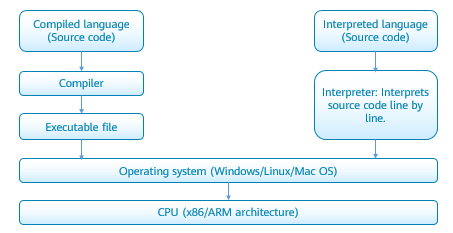 Compiled language
(Source code)
Compiler
Executable file
Interpreted language
(Source code)
Interpreter: Interprets
source code line by
line.
Operating system (Windows/Linux/Mac OS)
CPU (x86/ARM architecture)